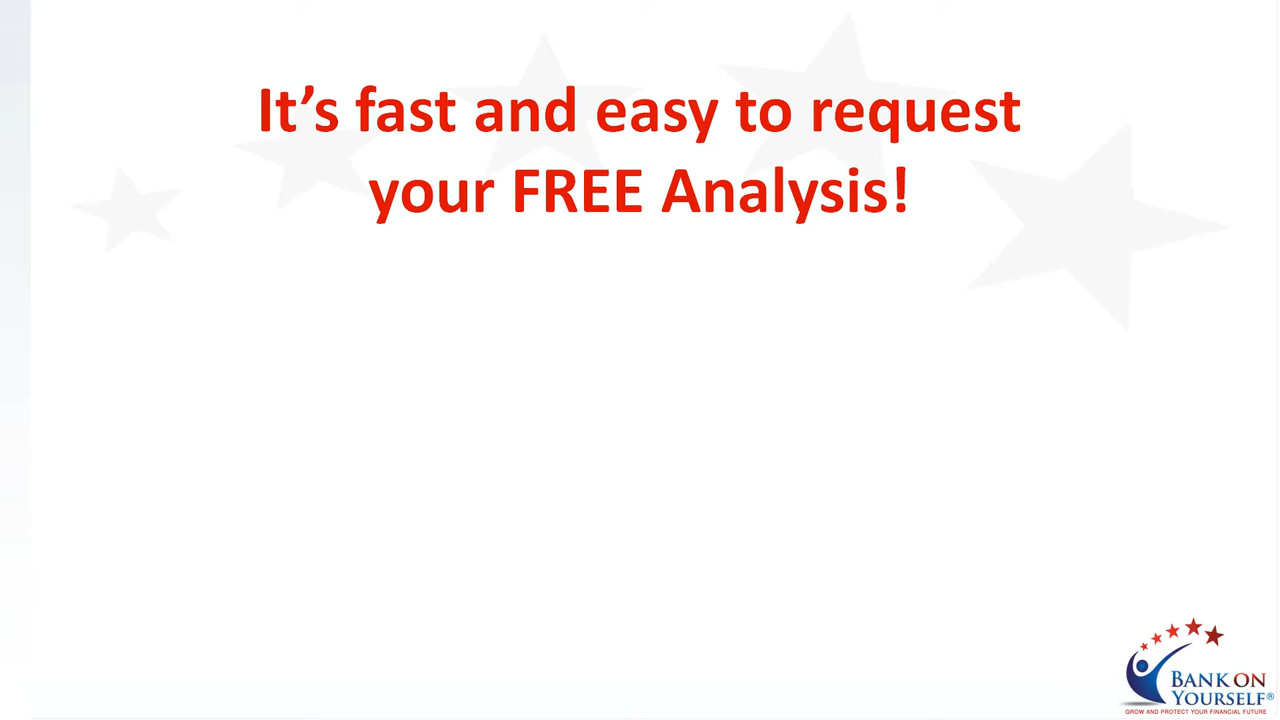 It’s fast and easy to request
your FREE Analysis!
BANK ON
YOURSELF®
GROW AND PROTECT YOUR FINANCIAL FUTURE